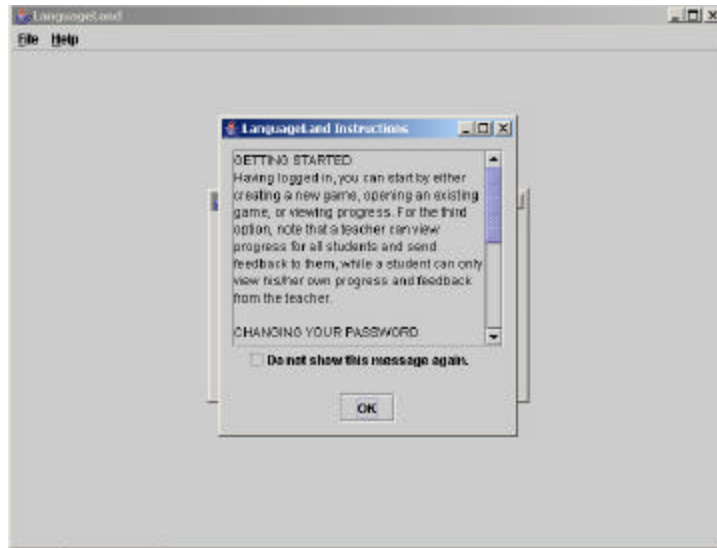 LanguageLand
File Help
LanguageLand Instructions
GETTING STARTED
Having logged in, you can start by either
creating a new game, opening an existing
game, or viewing progress. For the third
option, note that a teacher can view
progress for all students and send
feedback to them, while a student can only
view his/her own progress and feedback
from the teacher.
CHANGING YOUR PASSWORD
Do not show this message again.
OK